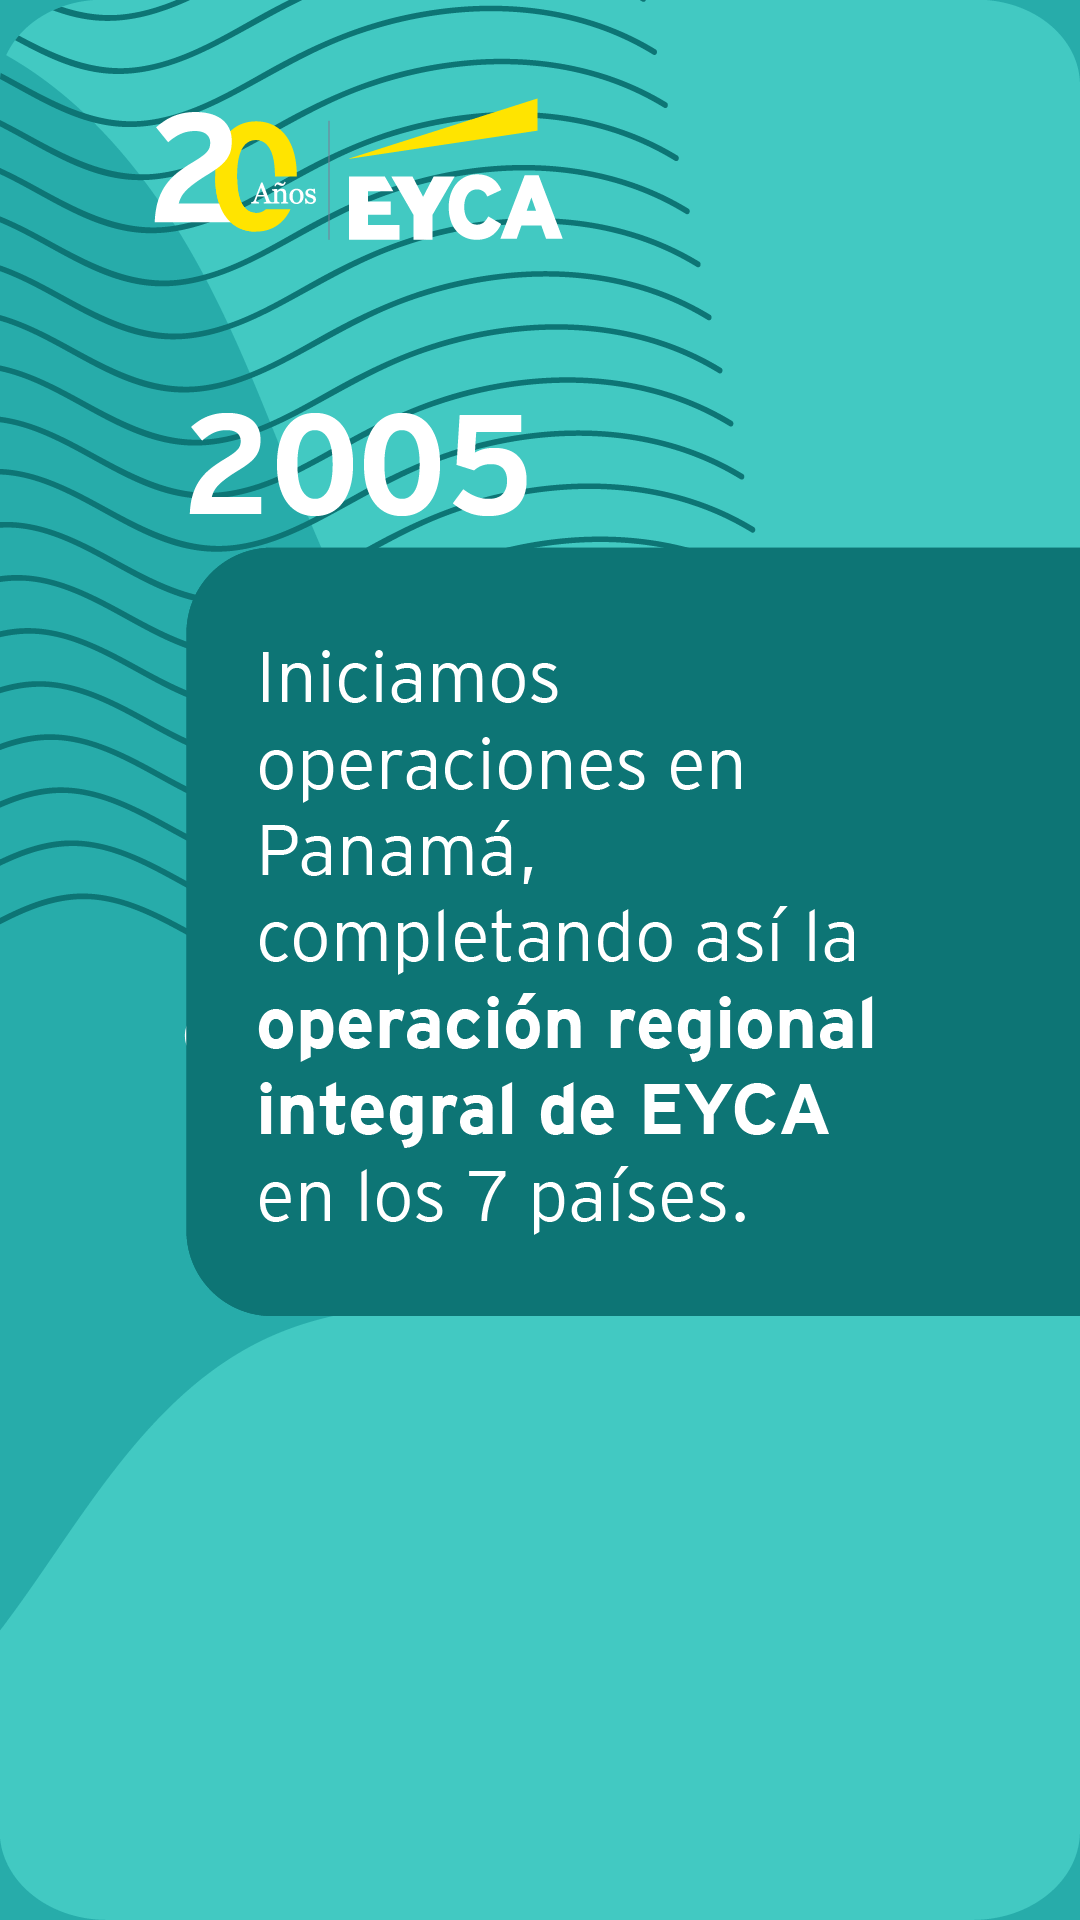 20 Años
EYCA
2005
Iniciamos
operaciones en
Panamá,
completando así la
operación regional
integral de EYCA
en los 7 países.